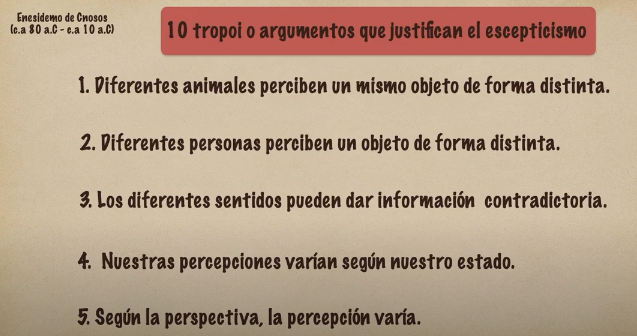 Enesidemo de Cnosos
(c.a 80 a.C - c.a 10 a.C)
10 tropoi o argumentos que justifican el escepticismo
1. Diferentes animales perciben un mismo objeto de forma distinta.
2. Diferentes personas perciben un objeto de forma distinta.
3. Los diferentes sentidos pueden dar información contradictoria.
4. Nuestras percepciones varían según nuestro estado.
5. Según la perspectiva, la percepción varía.